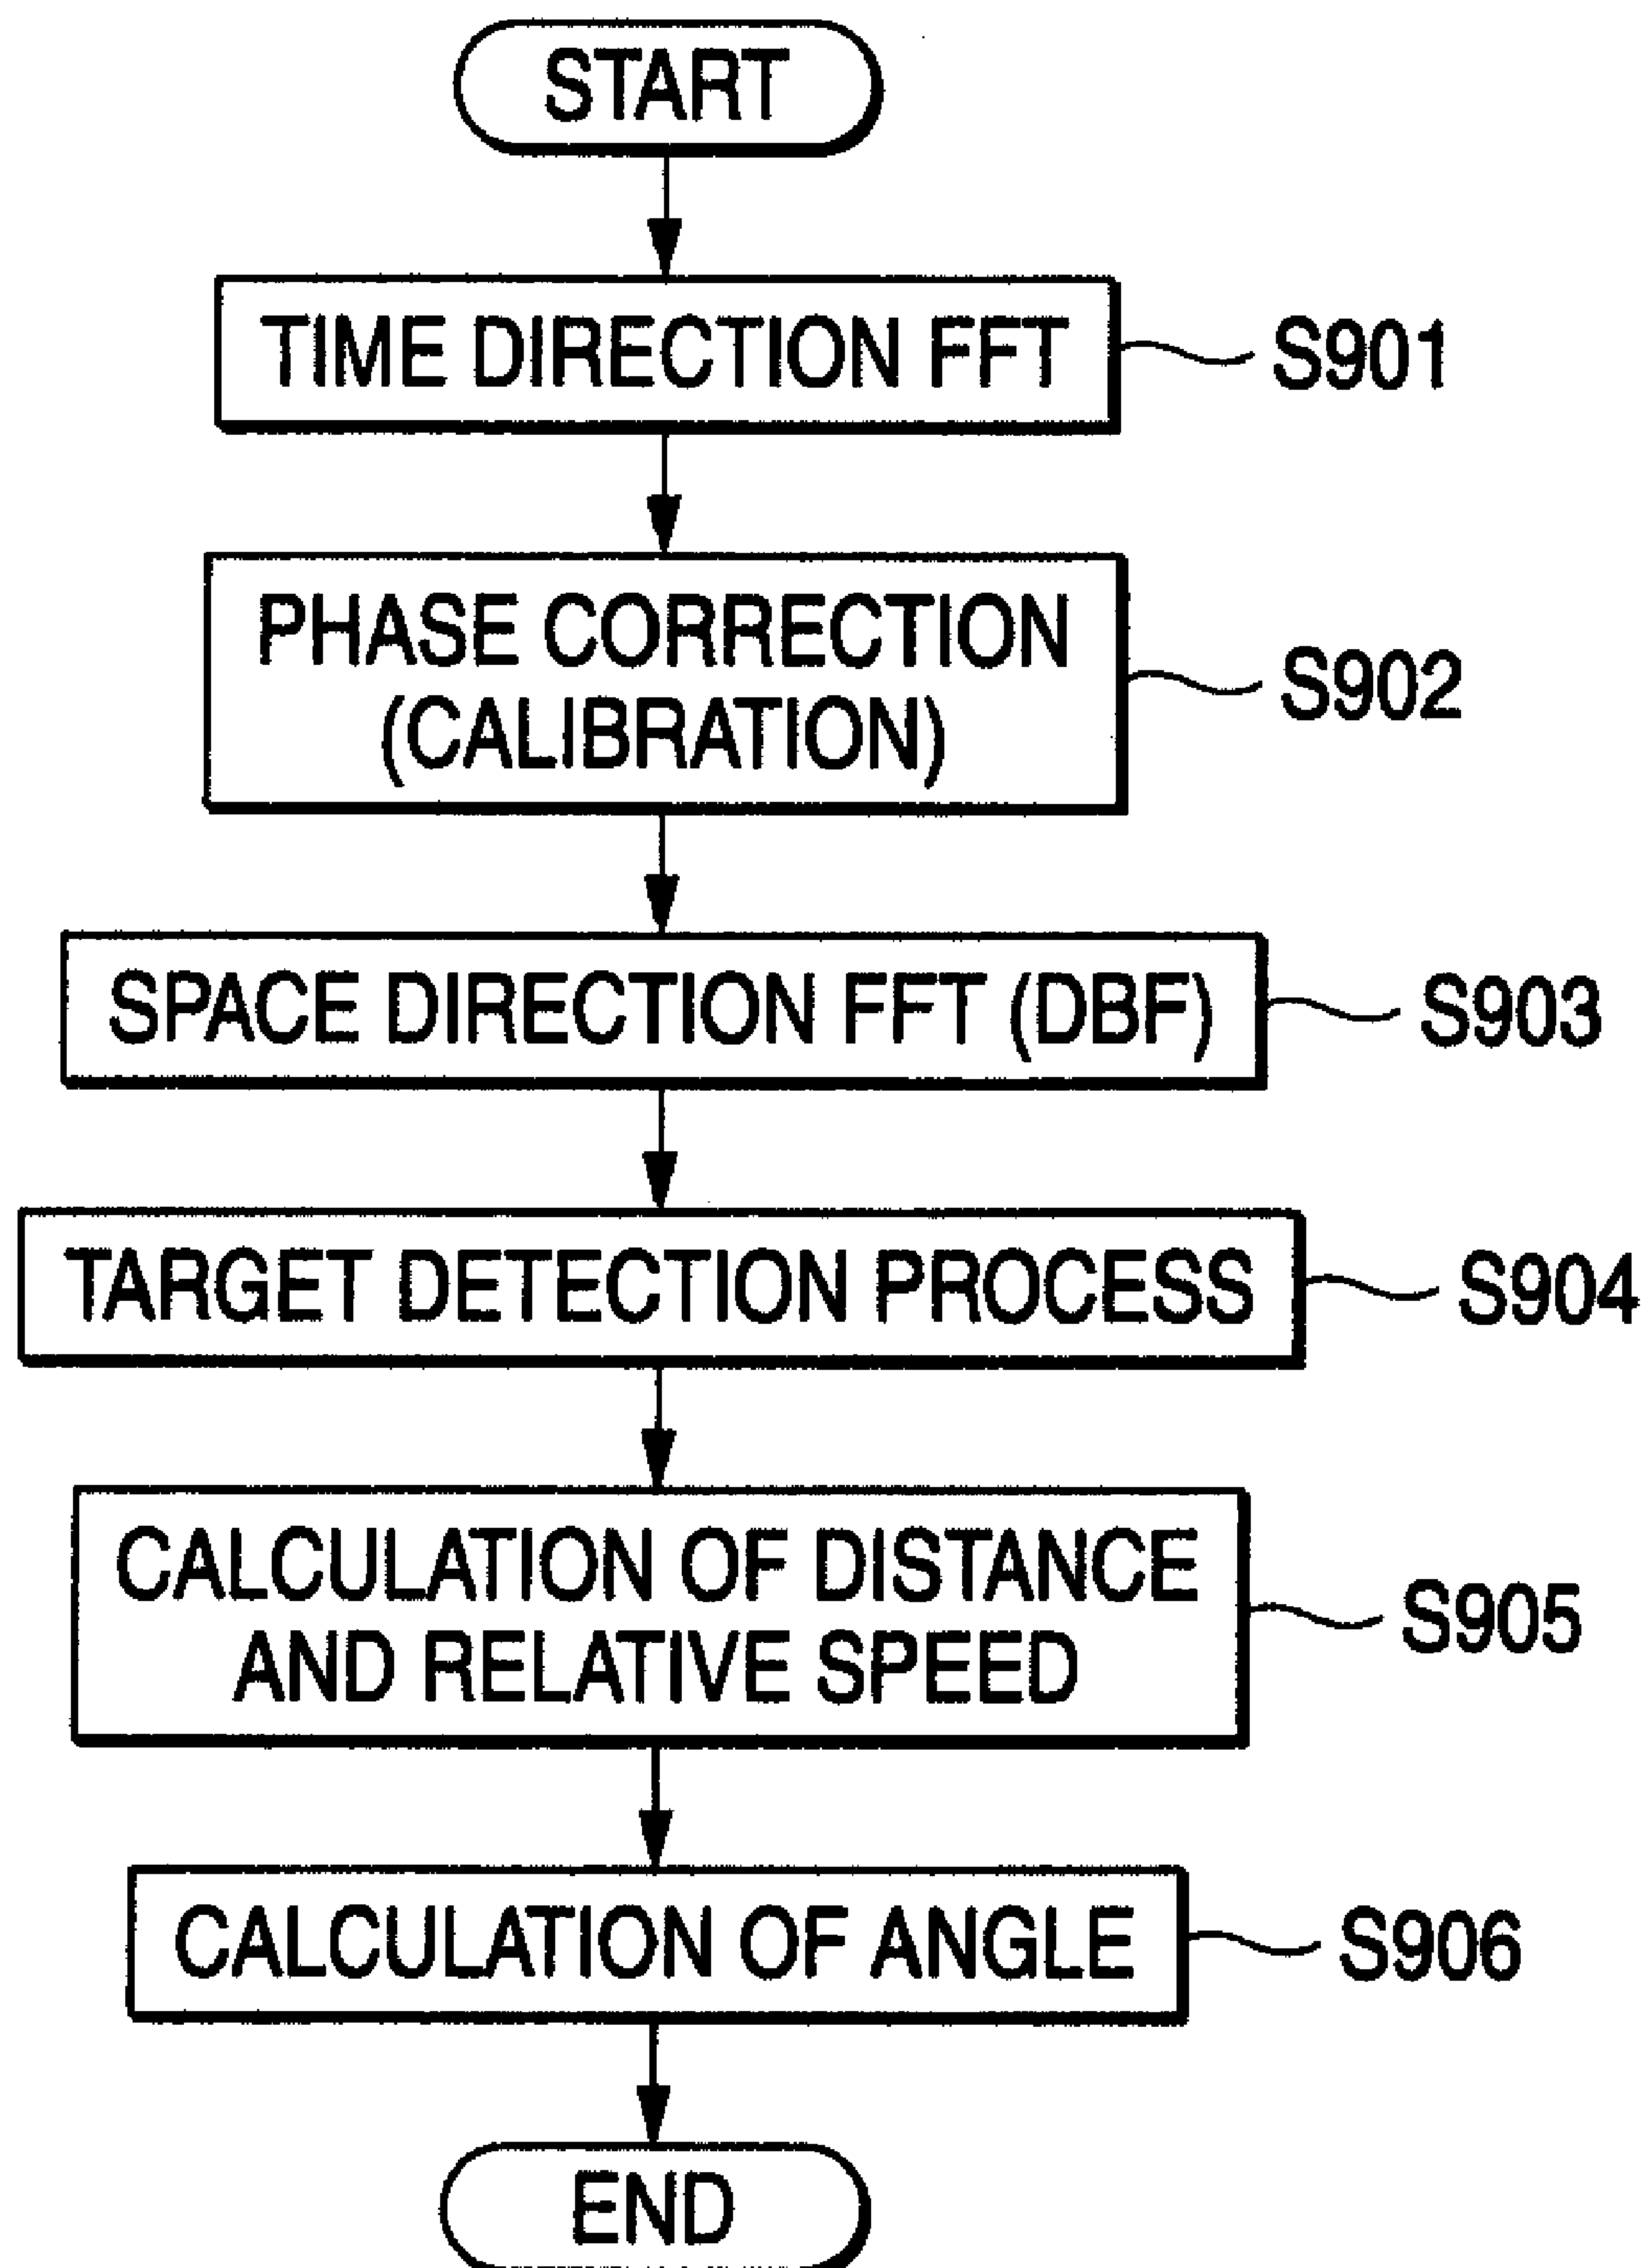 START
TIME DIRECTION FFT
S901
PHASE CORRECTION
(CALIBRATION)
S902
SPACE DIRECTION FFT (DBF)
S903
TARGET DETECTION PROCESS
S904
CALCULATION OF DISTANCE
AND RELATIVE SPEED
S905
CALCULATION OF ANGLE
S906
END